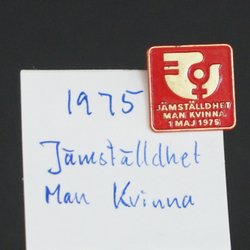 1975
Jämställdhet
Man Kvinna
JÄMSTÄLLDHET
MAN KVINNA
1 MAJ 1975